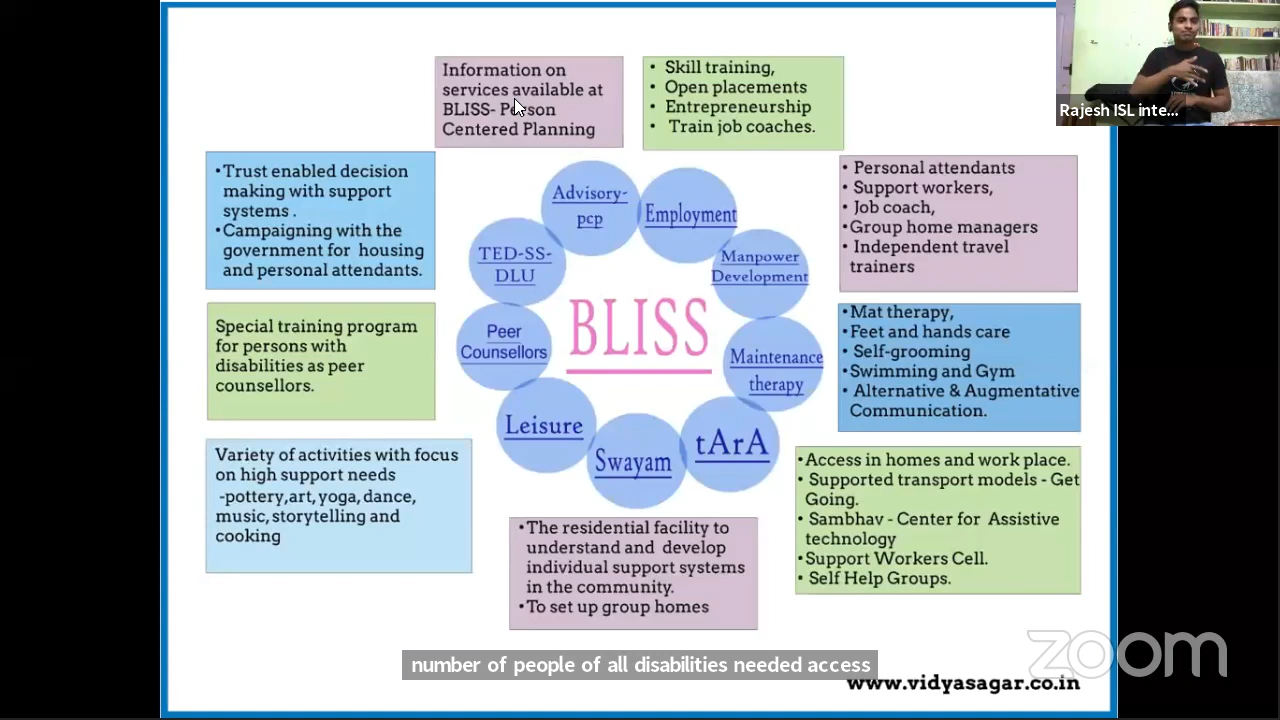 Information on
services available at
BLISS- Person
Centered Planning
• Skill training,
• Open placements
• Entrepreneurship
• Train job coaches.
Rajesh ISL inte...
•Trust enabled decision
making with support
systems .
•Campaigning with the
government for housing
and personal attendants.
Advisory-
pcp
Employment
• Personal attendants
• Support workers,
• Job coach,
•Group home managers
• Independent travel
trainers
TED-SS-
DLU
Manpower
Development
Special training program
for persons with
disabilities as peer
counsellors.
Peer
Counsellors
BLISS
Maintenance
therapy
•Mat therapy,
•Feet and hands care
• Self-grooming
•Swimming and Gym
• Alternative & Augmentative
Communication.
Variety of activities with focus
on high support needs
-pottery,art, yoga, dance,
music, storytelling and
cooking
Leisure
Swayam
tArA
•Access in homes and work place.
• Supported transport models - Get
Going.
• Sambhav - Center for Assistive
technology
•Support Workers Cell.
• Self Help Groups.
•The residential facility to
understand and develop
individual support systems
in the community.
•To set up group homes
number of people of all disabilities needed access
zoom
www.vidyasagar.co.in